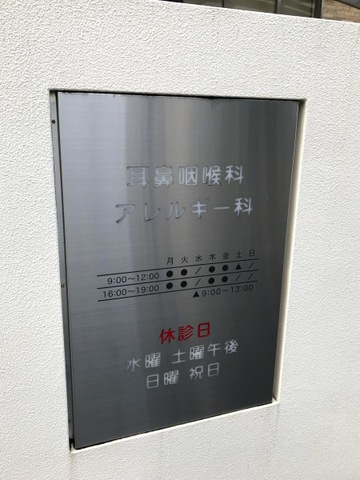 耳鼻咽喉科
アレルギー科
月 火 水 木 金 土 日
9:00～12:00 ● ● / ● ● ▲ /
16:00～19:00 ● ● / ● ● / /
▲9:00～13:00
休診日
水曜 土曜午後
日曜 祝日